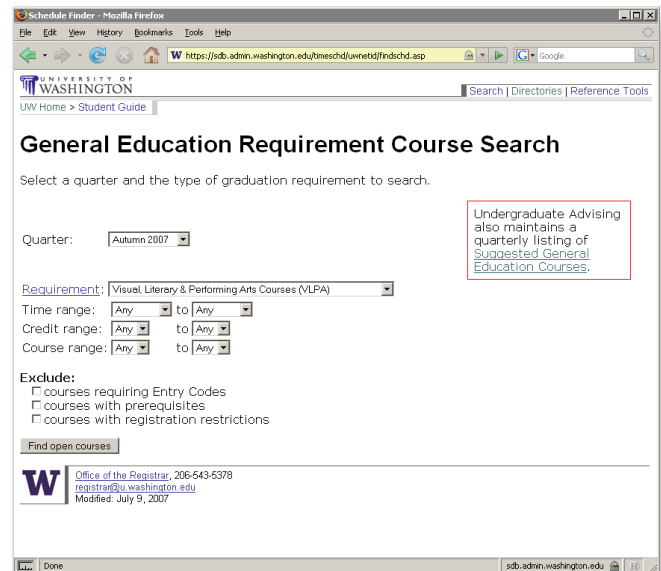 Schedule Finder - Mozilla Firefox
File Edit View History Bookmarks Tools Help
W https://sdb.admin.washington.edu/timeschd/uwnetid/findschd.asp G Google
UNIVERSITY OF
WASHINGTON
Search | Directories | Reference Tools
UW Home > Student Guide
General Education Requirement Course Search
Select a quarter and the type of graduation requirement to search.
Undergraduate Advising
also maintains a
quarterly listing of
Suggested General
Education Courses.
Quarter: Autumn 2007
Requirement: Visual, Literary & Performing Arts Courses (VLPA)
Time range: Any to Any
Credit range: Any to Any
Course range: Any to Any
Exclude:
courses requiring Entry Codes
courses with prerequisites
courses with registration restrictions
Find open courses
W
Office of the Registrar, 206-543-5378
registrar@u.washington.edu
Modified: July 9, 2007
Done sdb.admin.washington.edu